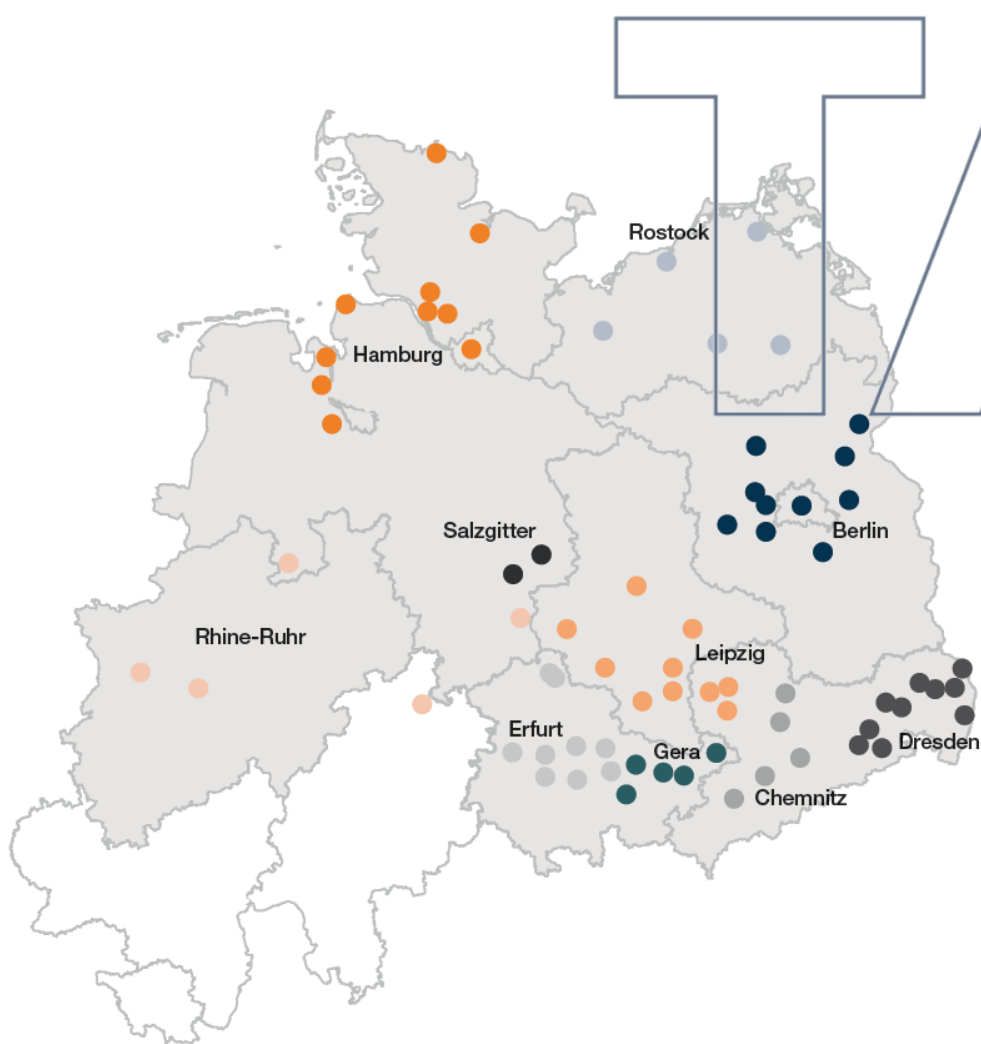 Rostock
Hamburg
Salzgitter
Berlin
Rhine-Ruhr
Leipzig
Erfurt
Gera
Dresden
Chemnitz